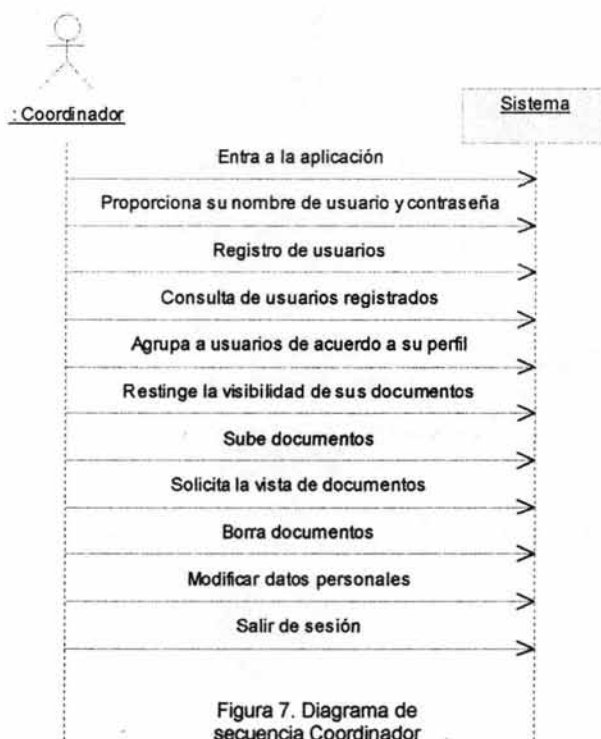 : Coordinador
Sistema
Entra a la aplicación
Proporciona su nombre de usuario y contraseña
Registro de usuarios
Consulta de usuarios registrados
Agrupa a usuarios de acuerdo a su perfil
Restinge la visibilidad de sus documentos
Sube documentos
Solicita la vista de documentos
Borra documentos
Modificar datos personales
Salir de sesión
Figura 7. Diagrama de
secuencia Coordinador